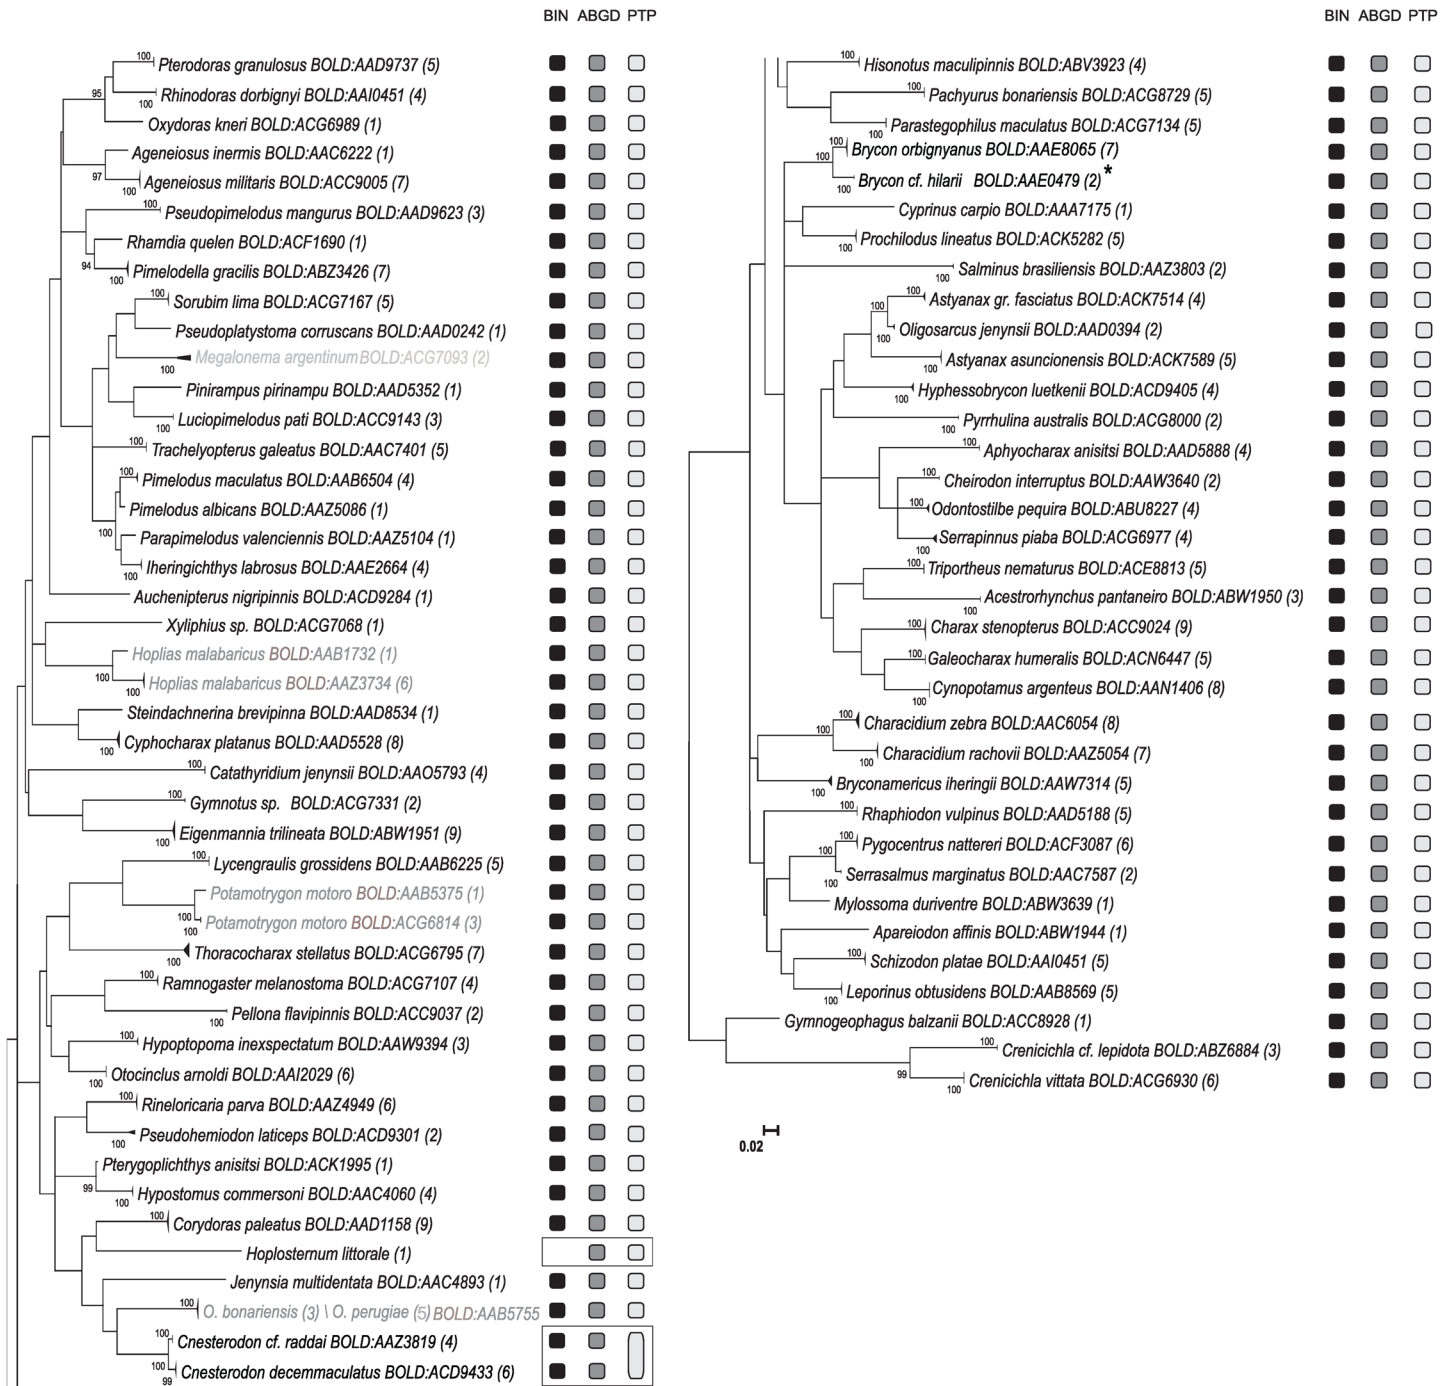 BIN ABGD PTP
100 Pterodoras granulosus BOLD:AAD9737 (5)
95
100 Rhinodoras dorbignyi BOLD:AAI0451 (4)
Oxydoras kneri BOLD:ACG6989 (1)
Ageneiosus inermis BOLD:AAC6222 (1)
97
100 Ageneiosus militaris BOLD:ACC9005 (7)
100 Pseudopimelodus mangurus BOLD:AAD9623 (3)
Rhamdia quelen BOLD:ACF1690 (1)
94
100 Pimelodella gracilis BOLD:ABZ3426 (7)
100 Sorubim lima BOLD:ACG7167 (5)
Pseudoplatystoma corruscans BOLD:AAD0242 (1)
100 Megalonema argentinum BOLD:ACG7093 (2)
Pinirampus pirinampu BOLD:AAD5352 (1)
100 Luciopimelodus pati BOLD:ACC9143 (3)
100 Trachelyopterus galeatus BOLD:AAC7401 (5)
100 Pimelodus maculatus BOLD:AAB6504 (4)
Pimelodus albicans BOLD:AAZ5086 (1)
100
Parapimelodus valenciennis BOLD:AAZ5104 (1)
100 Iheringichthys labrosus BOLD:AAE2664 (4)
Auchenipterus nigripinnis BOLD:ACD9284 (1)
Xyliphius sp. BOLD:ACG7068 (1)
Hoplias malabaricus BOLD:AAB1732 (1)
100
100 Hoplias malabaricus BOLD:AAZ3734 (6)
Steindachnerina brevipinna BOLD:AAD8534 (1)
100 Cyphocharax platanus BOLD:AAD5528 (8)
100 Catathyridium jenynsii BOLD:AAO5793 (4)
100 Gymnotus sp. BOLD:ACG7331 (2)
100 Eigenmannia trilineata BOLD:ABW1951 (9)
100 Lycengraulis grossidens BOLD:AAB6225 (5)
Potamotrygon motoro BOLD:AAB5375 (1)
100 Potamotrygon motoro BOLD:ACG6814 (3)
100
100 Thoracocharax stellatus BOLD:ACG6795 (7)
100 Ramnogaster melanostoma BOLD:ACG7107 (4)
100 Pellona flavipinnis BOLD:ACC9037 (2)
100 Hypoptopoma inexspectatum BOLD:AAW9394 (3)
100 Otocinclus arnoldi BOLD:AAI2029 (6)
100 Rineloricaria parva BOLD:AAZ4949 (6)
100 Pseudohemiodon laticeps BOLD:ACD9301 (2)
Pterygoplichthys anisitsi BOLD:ACK1995 (1)
99
100 Hypostomus commersoni BOLD:AAC4060 (4)
100 Corydoras paleatus BOLD:AAD1158 (9)
Hoplosternum littorale (1)
Jenynsia multidentata BOLD:AAC4893 (1)
100 O. bonariensis (3) \ O. perugiae (5) BOLD:AAB5755
100 Cnesterodon cf. raddai BOLD:AAZ3819 (4)
100
99 Cnesterodon decemmaculatus BOLD:ACD9433 (6)
BIN ABGD PTP
100 Hisonotus maculipinnis BOLD:ABV3923 (4)
100 Pachyurus bonariensis BOLD:ACG8729 (5)
100 Parastegophilus maculatus BOLD:ACG7134 (5)
100 Brycon orbignyanus BOLD:AAE8065 (7)
100
100 Brycon cf. hilarii BOLD:AAE0479 (2)*
Cyprinus carpio BOLD:AAA7175 (1)
100 Prochilodus lineatus BOLD:ACK5282 (5)
100 Salminus brasiliensis BOLD:AAZ3803 (2)
100 Astyanax gr. fasciatus BOLD:ACK7514 (4)
100
100 Oligosarcus jenynsii BOLD:AAD0394 (2)
100 Astyanax asuncionensis BOLD:ACK7589 (5)
100 Hyphessobrycon luetkenii BOLD:ACD9405 (4)
100 Pyrrhulina australis BOLD:ACG8000 (2)
100 Aphyocharax anisitsi BOLD:AAD5888 (4)
100 Cheirodon interruptus BOLD:AAW3640 (2)
100 Odontostilbe pequira BOLD:ABU8227 (4)
100 Serrapinnus piaba BOLD:ACG6977 (4)
100 Triportheus nematurus BOLD:ACE8813 (5)
100 Acestrorhynchus pantaneiro BOLD:ABW1950 (3)
100 Charax stenopterus BOLD:ACC9024 (9)
100 Galeocharax humeralis BOLD:ACN6447 (5)
100 Cynopotamus argenteus BOLD:AAN1406 (8)
100 Characidium zebra BOLD:AAC6054 (8)
100
100 Characidium rachovii BOLD:AAZ5054 (7)
100 Bryconamericus iheringii BOLD:AAW7314 (5)
100 Rhaphiodon vulpinus BOLD:AAD5188 (5)
100 Pygocentrus nattereri BOLD:ACF3087 (6)
100
100 Serrasalmus marginatus BOLD:AAC7587 (2)
Mylossoma duriventre BOLD:ABW3639 (1)
Apareiodon affinis BOLD:ABW1944 (1)
100 Schizodon platae BOLD:AAI0451 (5)
100 Leporinus obtusidens BOLD:AAB8569 (5)
Gymnogeophagus balzanii BOLD:ACC8928 (1)
100 Crenicichla cf. lepidota BOLD:ABZ6884 (3)
99
100 Crenicichla vittata BOLD:ACG6930 (6)
0.02